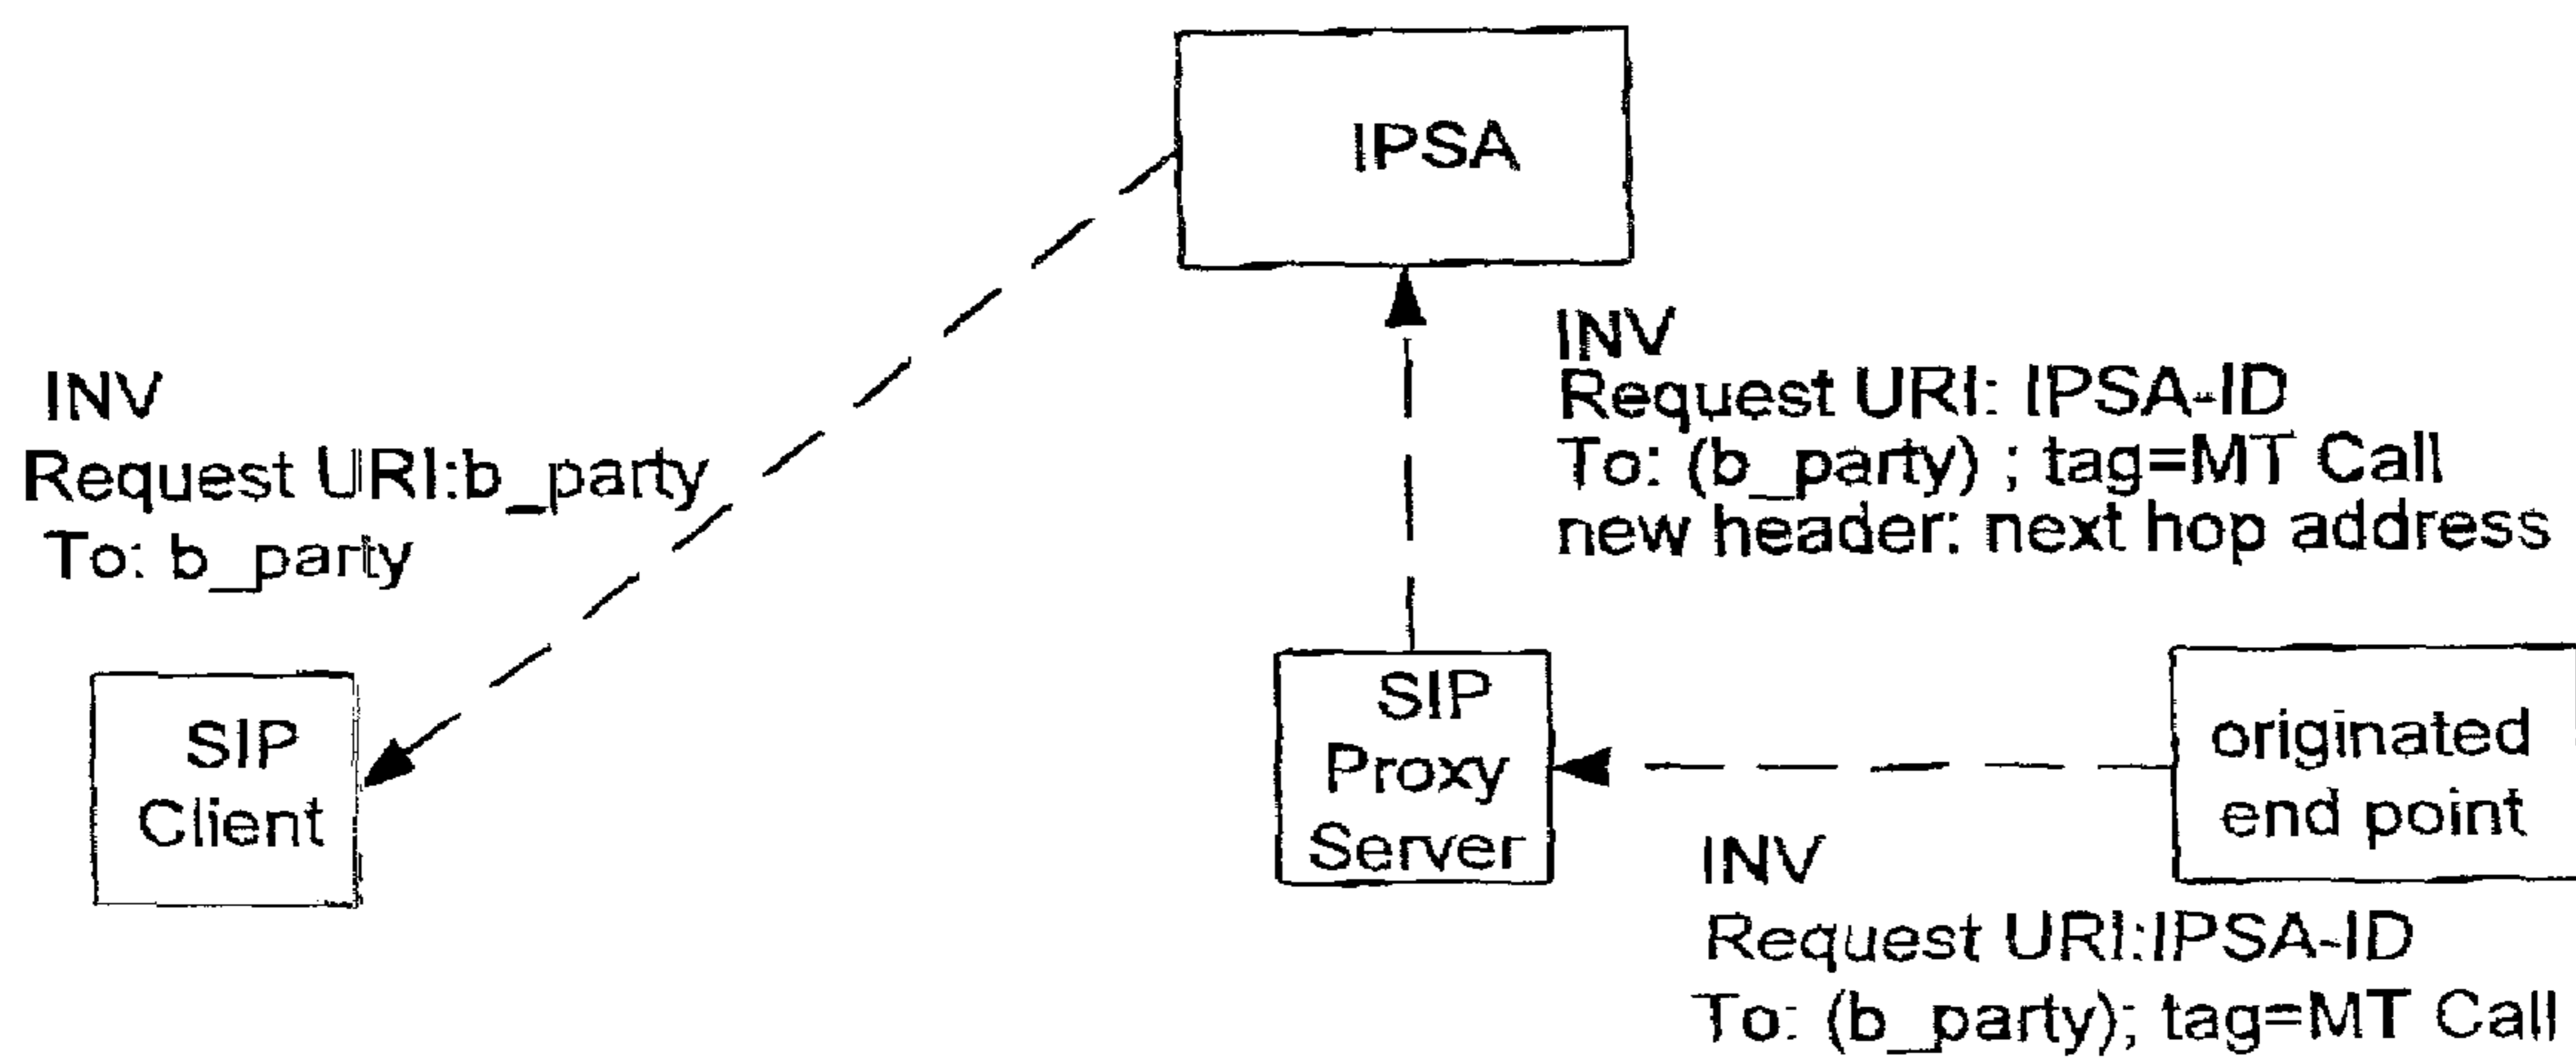 IPSA
INV
Request URI: IPSA-ID
To: (b_party) ; tag=MT Call
new header: next hop address
INV
Request URI:b_party
To: b_party
SIP
Client
SIP
Proxy
Server
originated
end point
INV
Request URI:IPSA-ID
To: (b_party); tag=MT Call